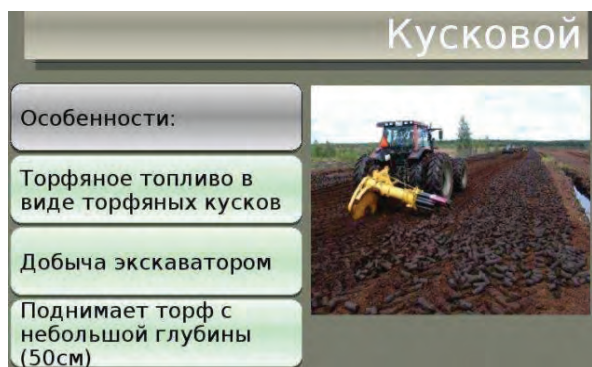 Кусковой
Особенности:
Торфяное топливо в
виде торфяных кусков
Добыча экскаватором
Поднимает торф с
небольшой глубины
(50см)